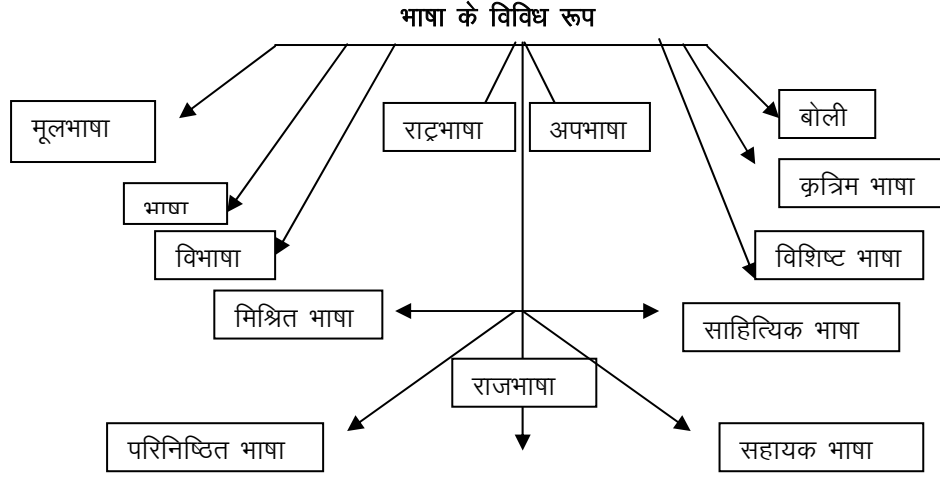 भाषा के विविध रूप
मूलभाषा
राट्रभाषा
अपभाषा
बोली
कृत्रिम भाषा
भाषा
विभाषा
विशिष्ट भाषा
मिश्रित भाषा
साहित्यिक भाषा
राजभाषा
परिनिष्ठित भाषा
सहायक भाषा